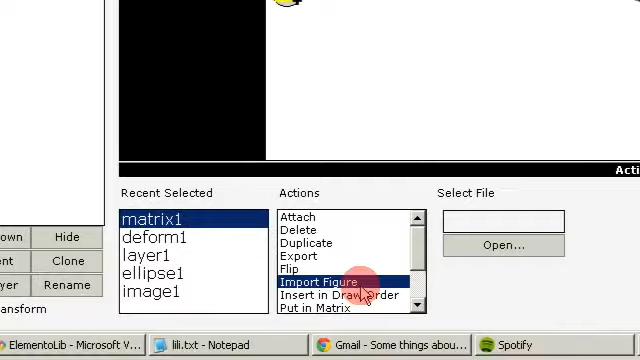 Acti
Recent Selected
Actions
Select File
matrix1
deform1
layer1
ellipse1
image1
Attach
Delete
Duplicate
Export
Flip
Import Figure
Insert in Draw Order
Put in Matrix
Open...
own
Hide
ent
Clone
yer
Rename
nsform
ElementoLib - Microsoft V...
lili.txt - Notepad
Gmail - Some things abou...
Spotify